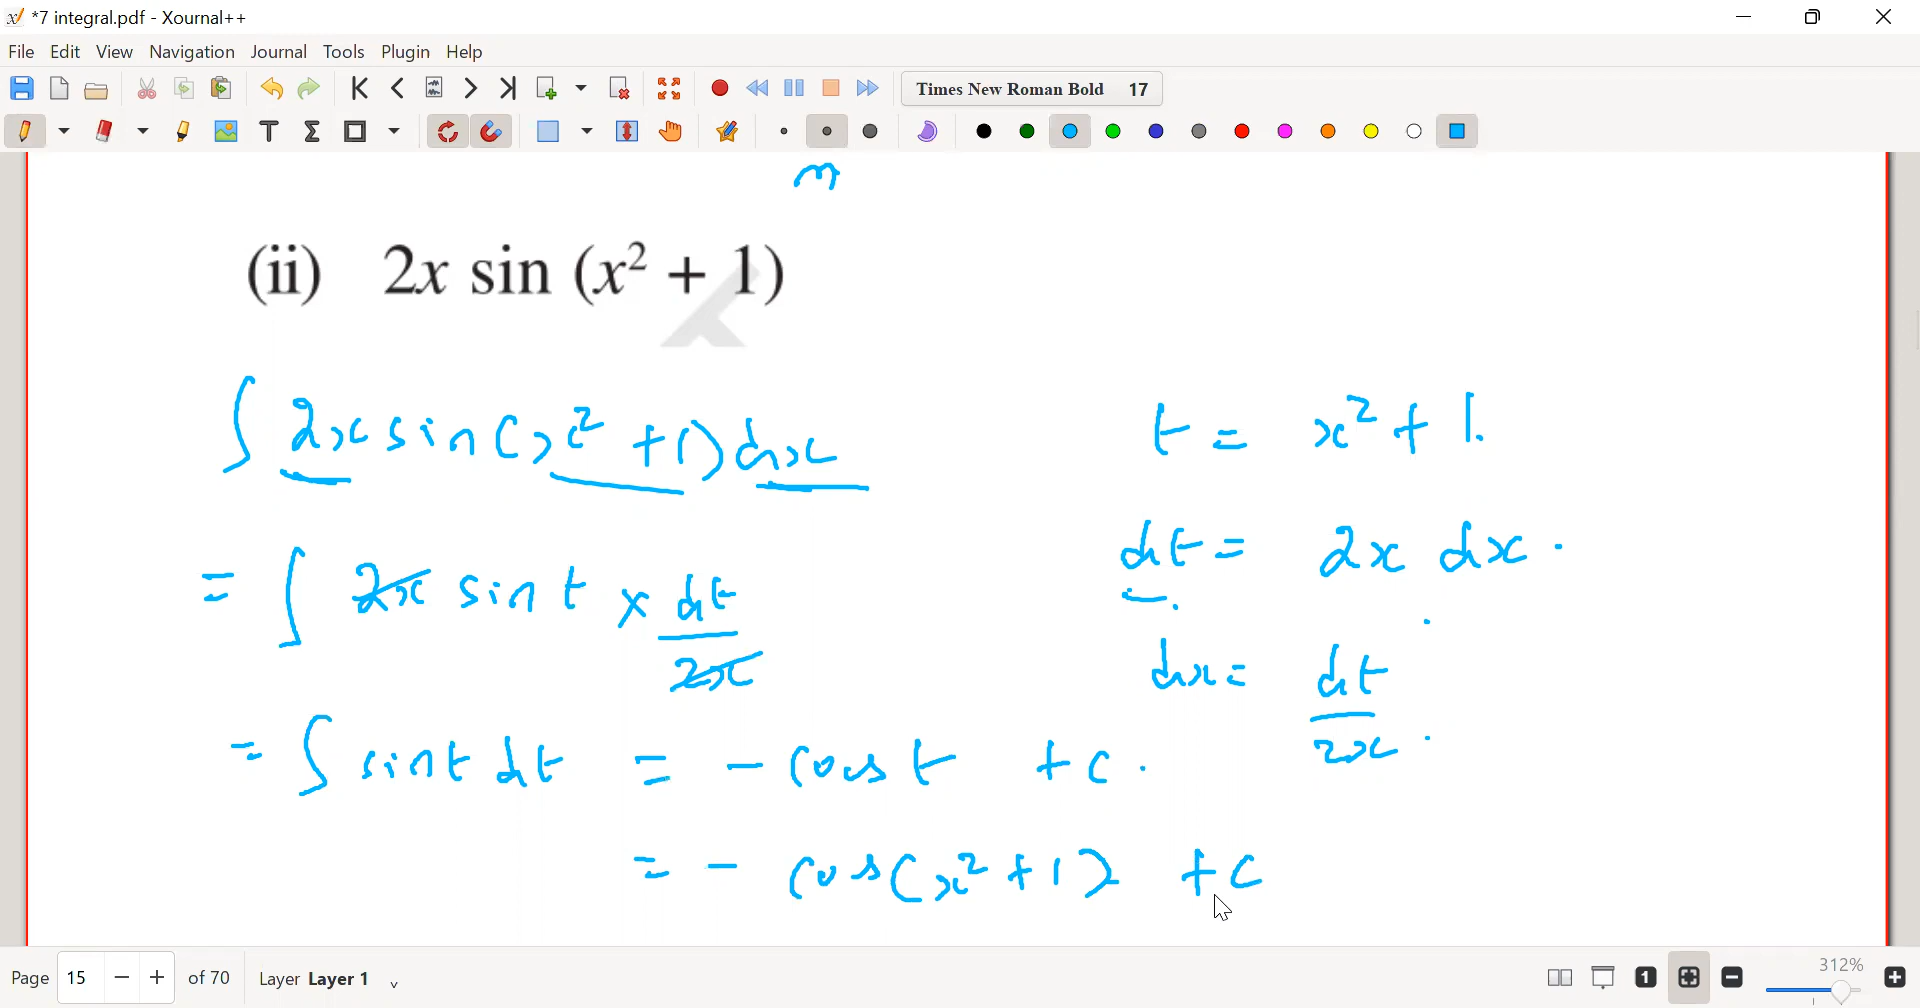 *7 integral.pdf - Xournal++
File Edit View Navigation Journal Tools Plugin Help
Times New Roman Bold 17
m
(ii) 2x sin (x² + 1)
∫ 2x sin(x² + 1) dx
t = x² + 1.
= ∫ 2x sin t × dt/2x
dt = 2x dx.
dx = dt/2x.
= ∫ sin t dt = - cos t + c.
= - cos(x² + 1) + c
Page 15 of 70 Layer Layer 1 312%